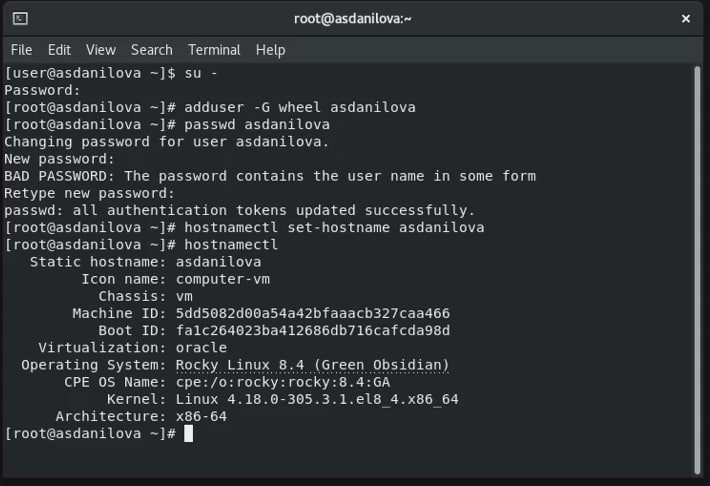 root@asdanilova:~
File Edit View Search Terminal Help
[user@asdanilova ~]$ su -
Password:
[root@asdanilova ~]# adduser -G wheel asdanilova
[root@asdanilova ~]# passwd asdanilova
Changing password for user asdanilova.
New password:
BAD PASSWORD: The password contains the user name in some form
Retype new password:
passwd: all authentication tokens updated successfully.
[root@asdanilova ~]# hostnamectl set-hostname asdanilova
[root@asdanilova ~]# hostnamectl
Static hostname: asdanilova
Icon name: computer-vm
Chassis: vm
Machine ID: 5dd5082d00a54a42bfaaacb327caa466
Boot ID: fa1c264023ba412686db716cafcda98d
Virtualization: oracle
Operating System: Rocky Linux 8.4 (Green Obsidian)
CPE OS Name: cpe:/o:rocky:rocky:8.4:GA
Kernel: Linux 4.18.0-305.3.1.el8_4.x86_64
Architecture: x86-64
[root@asdanilova ~]#